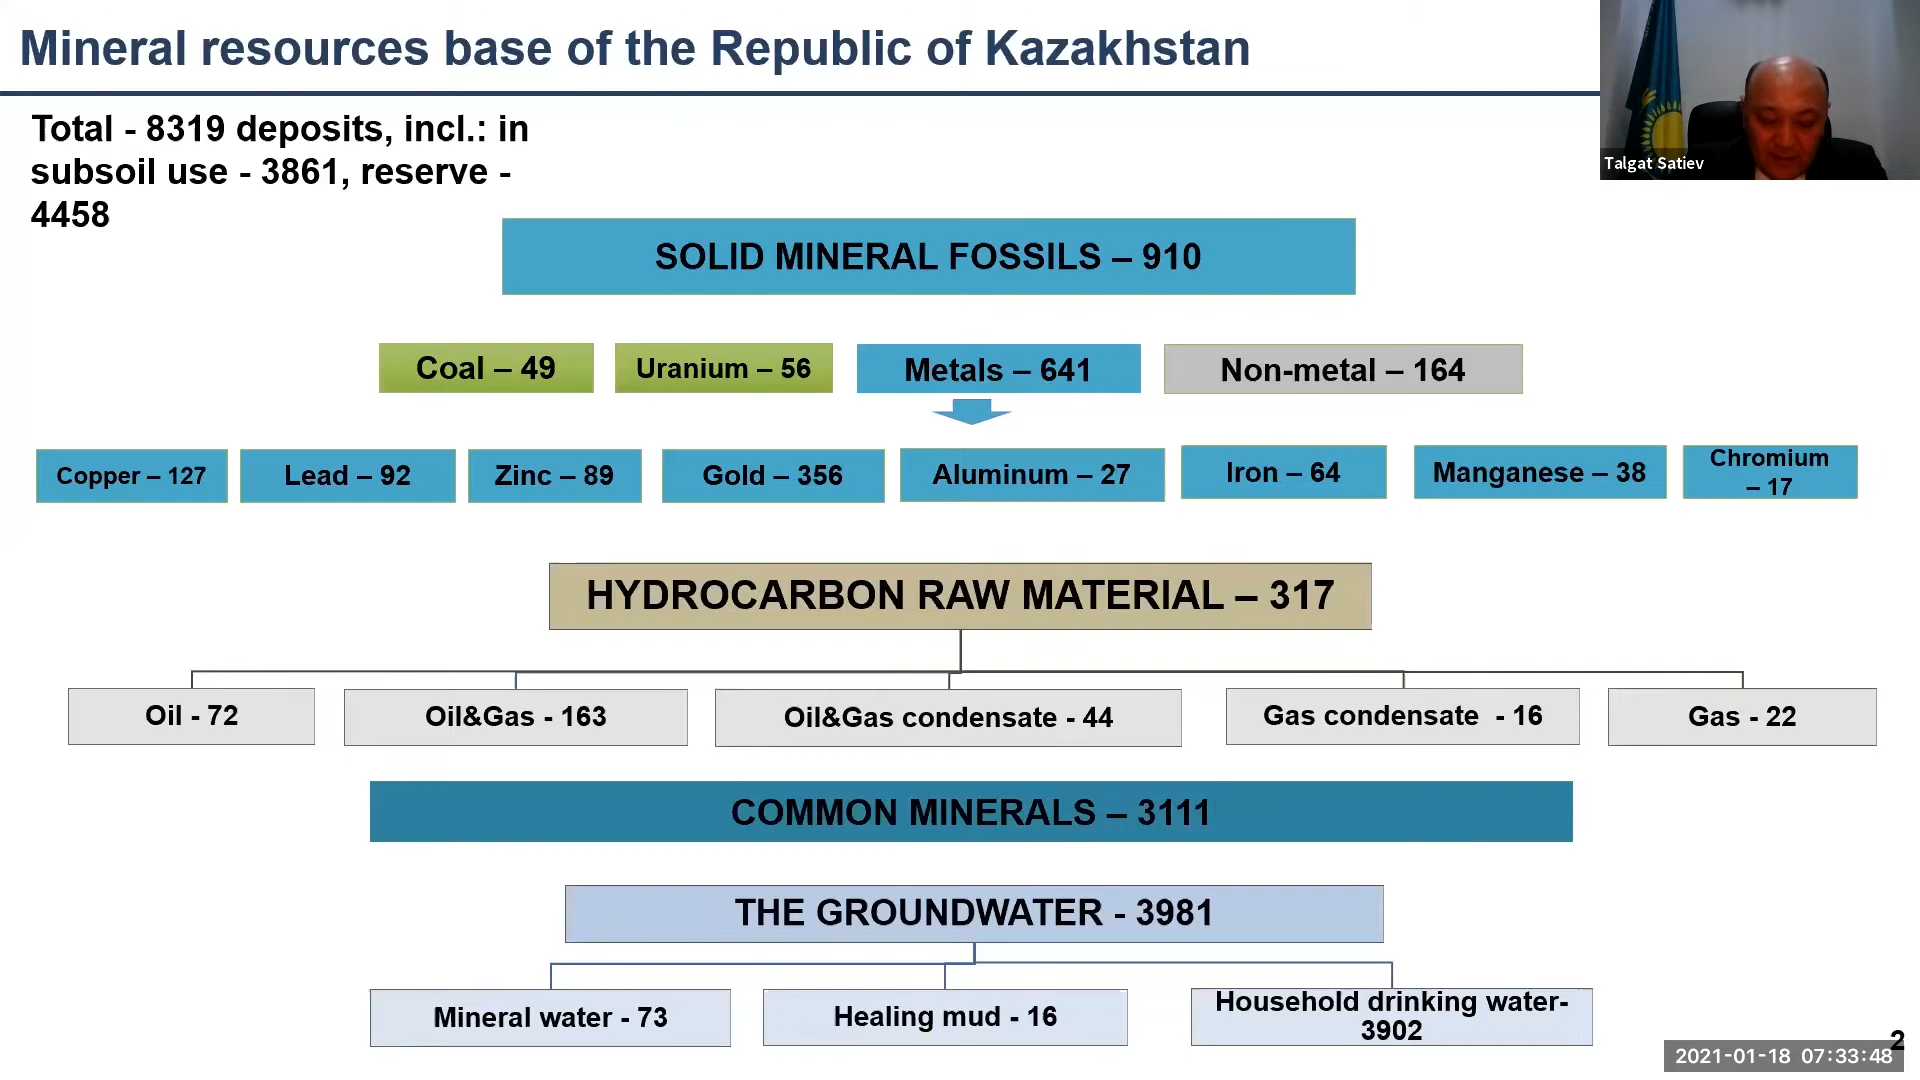 Mineral resources base of the Republic of Kazakhstan
Talgat Satiev
Total - 8319 deposits, incl.: in
subsoil use - 3861, reserve -
4458
SOLID MINERAL FOSSILS – 910
Coal – 49
Uranium – 56
Metals – 641
Non-metal – 164
Copper – 127
Lead – 92
Zinc – 89
Gold – 356
Aluminum – 27
Iron – 64
Manganese – 38
Chromium
– 17
HYDROCARBON RAW MATERIAL – 317
Oil - 72
Oil&Gas - 163
Oil&Gas condensate - 44
Gas condensate  - 16
Gas - 22
COMMON MINERALS – 3111
THE GROUNDWATER - 3981
Mineral water - 73
Healing mud - 16
Household drinking water-
3902
2
2021-01-18 07:33:48